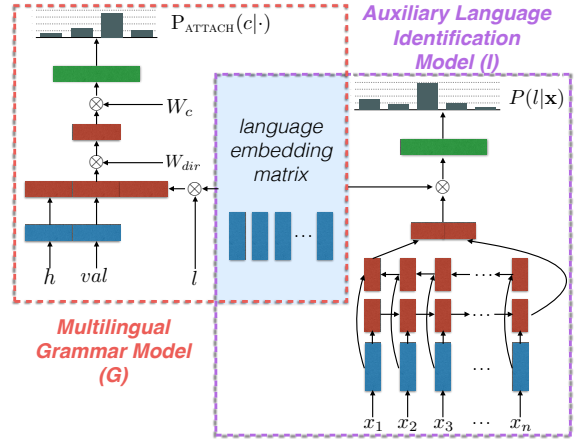 P_ATTACH(c|·)
Auxiliary Language
Identification
Model (I)
P(l|x)
W_c
W_dir
language
embedding
matrix
...
h val l
Multilingual
Grammar Model
(G)
...
...
...
x_1 x_2 x_3 ... x_n